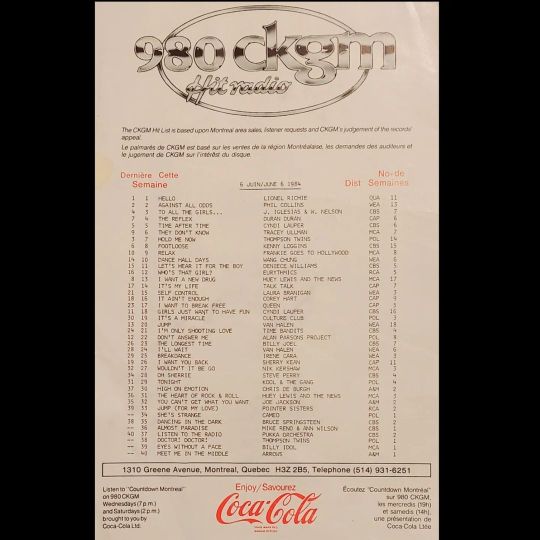 980 ckgm
Hit radio
The CKGM Hit List is based upon Montreal area sales, listener requests and CKGM's judgement of the records' appeal.
Le palmarès de CKGM est basé sur les ventes de la région Montréalaise, les demandes des auditeurs et le jugement de CKGM sur l'intérêt du disque.
Dernière Cette No-de
Semaine 6 JUIN/JUNE 6 1984 Dist Semaines
1 1 HELLO LIONEL RICHIE QUA 11
2 2 AGAINST ALL ODDS PHIL COLLINS WEA 13
4 3 TO ALL THE GIRLS... J. IGLESIAS & W. NELSON CBS 7
7 4 THE REFLEX DURAN DURAN CAP 6
5 5 TIME AFTER TIME CYNDI LAUPER CBS 6
9 6 THEY DON'T KNOW TRACEY ULLMAN MCA 7
3 7 HOLD ME NOW THOMPSON TWINS POL 14
6 8 FOOTLOOSE KENNY LOGGINS CBS 15
10 9 RELAX FRANKIE GOES TO HOLLYWOOD MCA 8
14 10 DANCE HALL DAYS WANG CHUNG WEA 6
15 11 LET'S HEAR IT FOR THE BOY DENIECE WILLIAMS CBS 5
16 12 WHO'S THAT GIRL? EURYTHMICS RCA 5
8 13 I WANT A NEW DRUG HUEY LEWIS AND THE NEWS MCA 17
17 14 IT'S MY LIFE TALK TALK CAP 7
21 15 SELF CONTROL LAURA BRANIGAN WEA 3
18 16 IT AIN'T ENOUGH COREY HART CAP 9
23 17 I WANT TO BREAK FREE QUEEN CAP 5
11 18 GIRLS JUST WANT TO HAVE FUN CYNDI LAUPER CBS 16
30 19 IT'S A MIRACLE CULTURE CLUB POL 3
13 20 JUMP VAN HALEN WEA 18
24 21 I'M ONLY SHOOTING LOVE TIME BANDITS CBS 4
12 22 DON'T ANSWER ME ALAN PARSONS PROJECT POL 8
26 23 THE LONGEST TIME BILLY JOEL CBS 7
28 24 I'LL WAIT VAN HALEN WEA 6
29 25 BREAKDANCE IRENE CARA WEA 3
19 26 I WANT YOU BACK SHERRY KEAN CAP 11
32 27 WOULDN'T IT BE GO NIK KERSHAW MCA 3
34 28 OH SHERRIE STEVE PERRY CBS 4
31 29 TONIGHT KOOL & THE GANG POL 4
37 30 HIGH ON EMOTION CHRIS DE BURGH A&M 2
36 31 THE HEART OF ROCK & ROLL HUEY LEWIS AND THE NEWS MCA 3
35 32 YOU CAN'T GET WHAT YOU WANT JOE JACKSON A&M 3
39 33 JUMP (FOR MY LOVE) POINTER SISTERS RCA 2
-- 34 SHE'S STRANGE CAMEO POL 1
38 35 DANCING IN THE DARK BRUCE SPRINGSTEEN CBS 2
-- 36 ALMOST PARADISE MIKE RENO & ANN WILSON CBS 1
40 37 LISTEN TO THE RADIO PUKKA ORCHESTRA CBS 2
-- 38 DOCTOR! DOCTOR! THOMPSON TWINS POL 1
-- 39 EYES WITHOUT A FACE BILLY IDOL MCA 1
-- 40 MEET ME IN THE MIDDLE ARROWS A&M 1
1310 Greene Avenue, Montreal, Quebec H3Z 2B5, Telephone (514) 931-6251
Listen to "Countdown Montreal"
on 980 CKGM
Wednesdays (7 p.m.)
and Saturdays (2 p.m.)
brought to you by
Coca-Cola Ltd.
Enjoy/Savourez
Coca-Cola
Écoutez "Countdown Montréal"
sur 980 CKGM,
les mercredis (19h)
et samedis (14h),
une présentation de
Coca-Cola Ltée